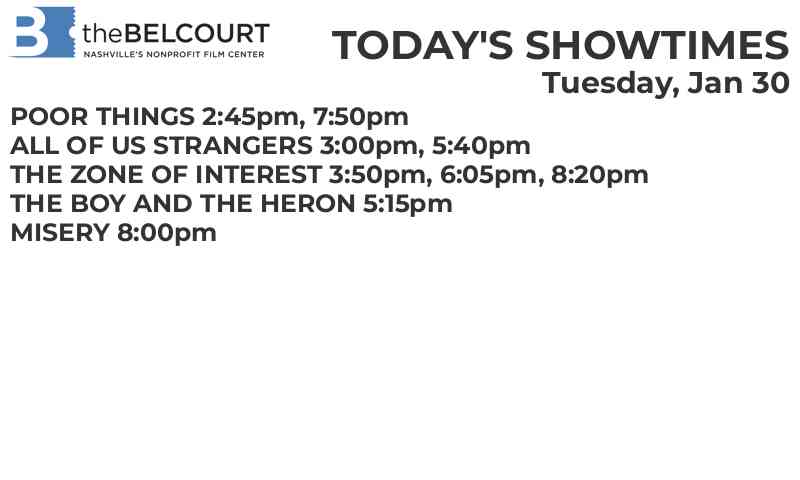 B theBELCOURT
NASHVILLE'S NONPROFIT FILM CENTER
TODAY'S SHOWTIMES
Tuesday, Jan 30
POOR THINGS 2:45pm, 7:50pm
ALL OF US STRANGERS 3:00pm, 5:40pm
THE ZONE OF INTEREST 3:50pm, 6:05pm, 8:20pm
THE BOY AND THE HERON 5:15pm
MISERY 8:00pm